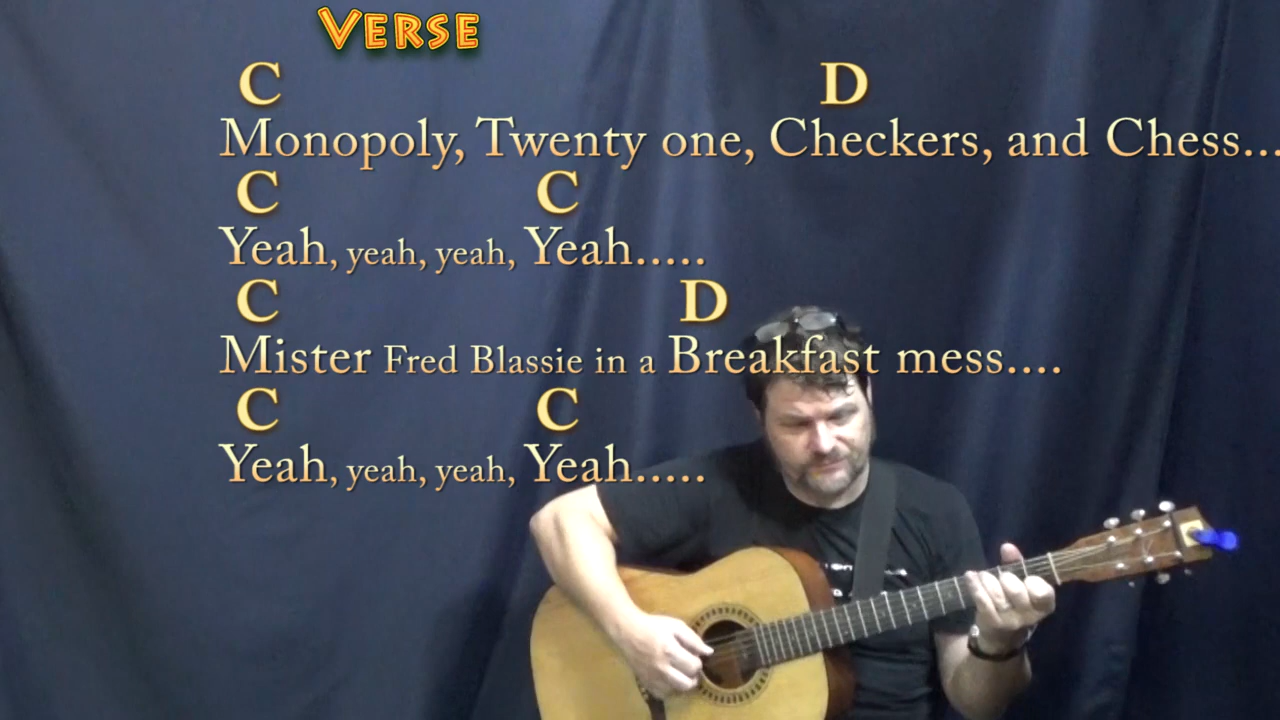 VERSE
C D
Monopoly, Twenty one, Checkers, and Chess...
C C
Yeah, yeah, yeah, Yeah.....
C D
Mister Fred Blassie in a Breakfast mess....
C C
Yeah, yeah, yeah, Yeah.....